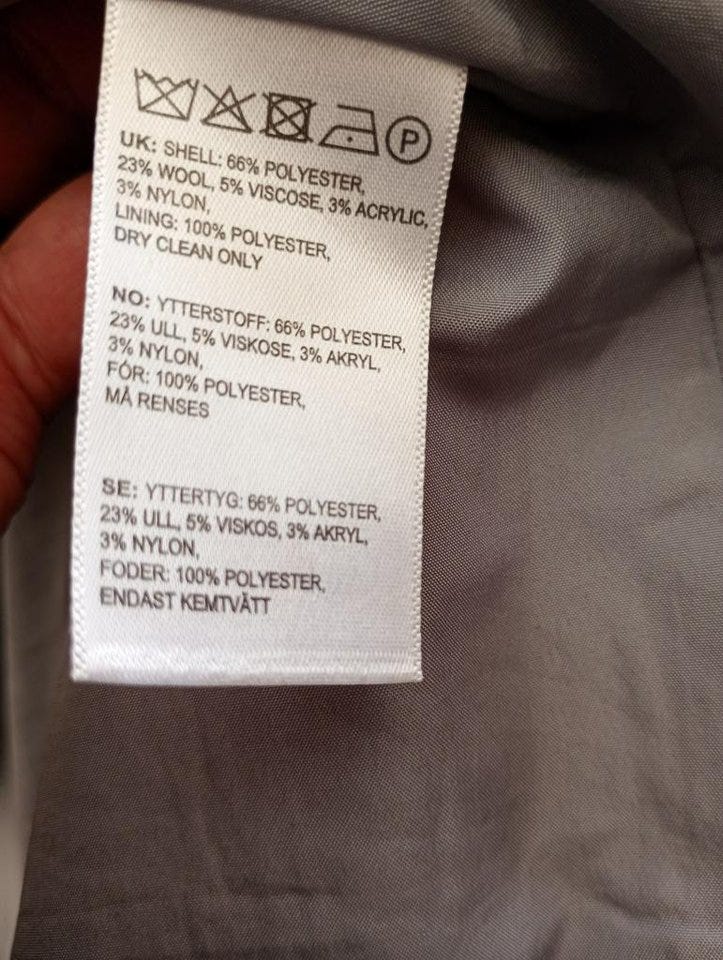 P
UK: SHELL: 66% POLYESTER,
23% WOOL, 5% VISCOSE, 3% ACRYLIC,
3% NYLON,
LINING: 100% POLYESTER,
DRY CLEAN ONLY
NO: YTTERSTOFF: 66% POLYESTER,
23% ULL, 5% VISKOSE, 3% AKRYL,
3% NYLON,
FÓR: 100% POLYESTER,
MÅ RENSES
SE: YTTERTYG: 66% POLYESTER,
23% ULL, 5% VISKOS, 3% AKRYL,
3% NYLON,
FODER: 100% POLYESTER,
ENDAST KEMTVÄTT